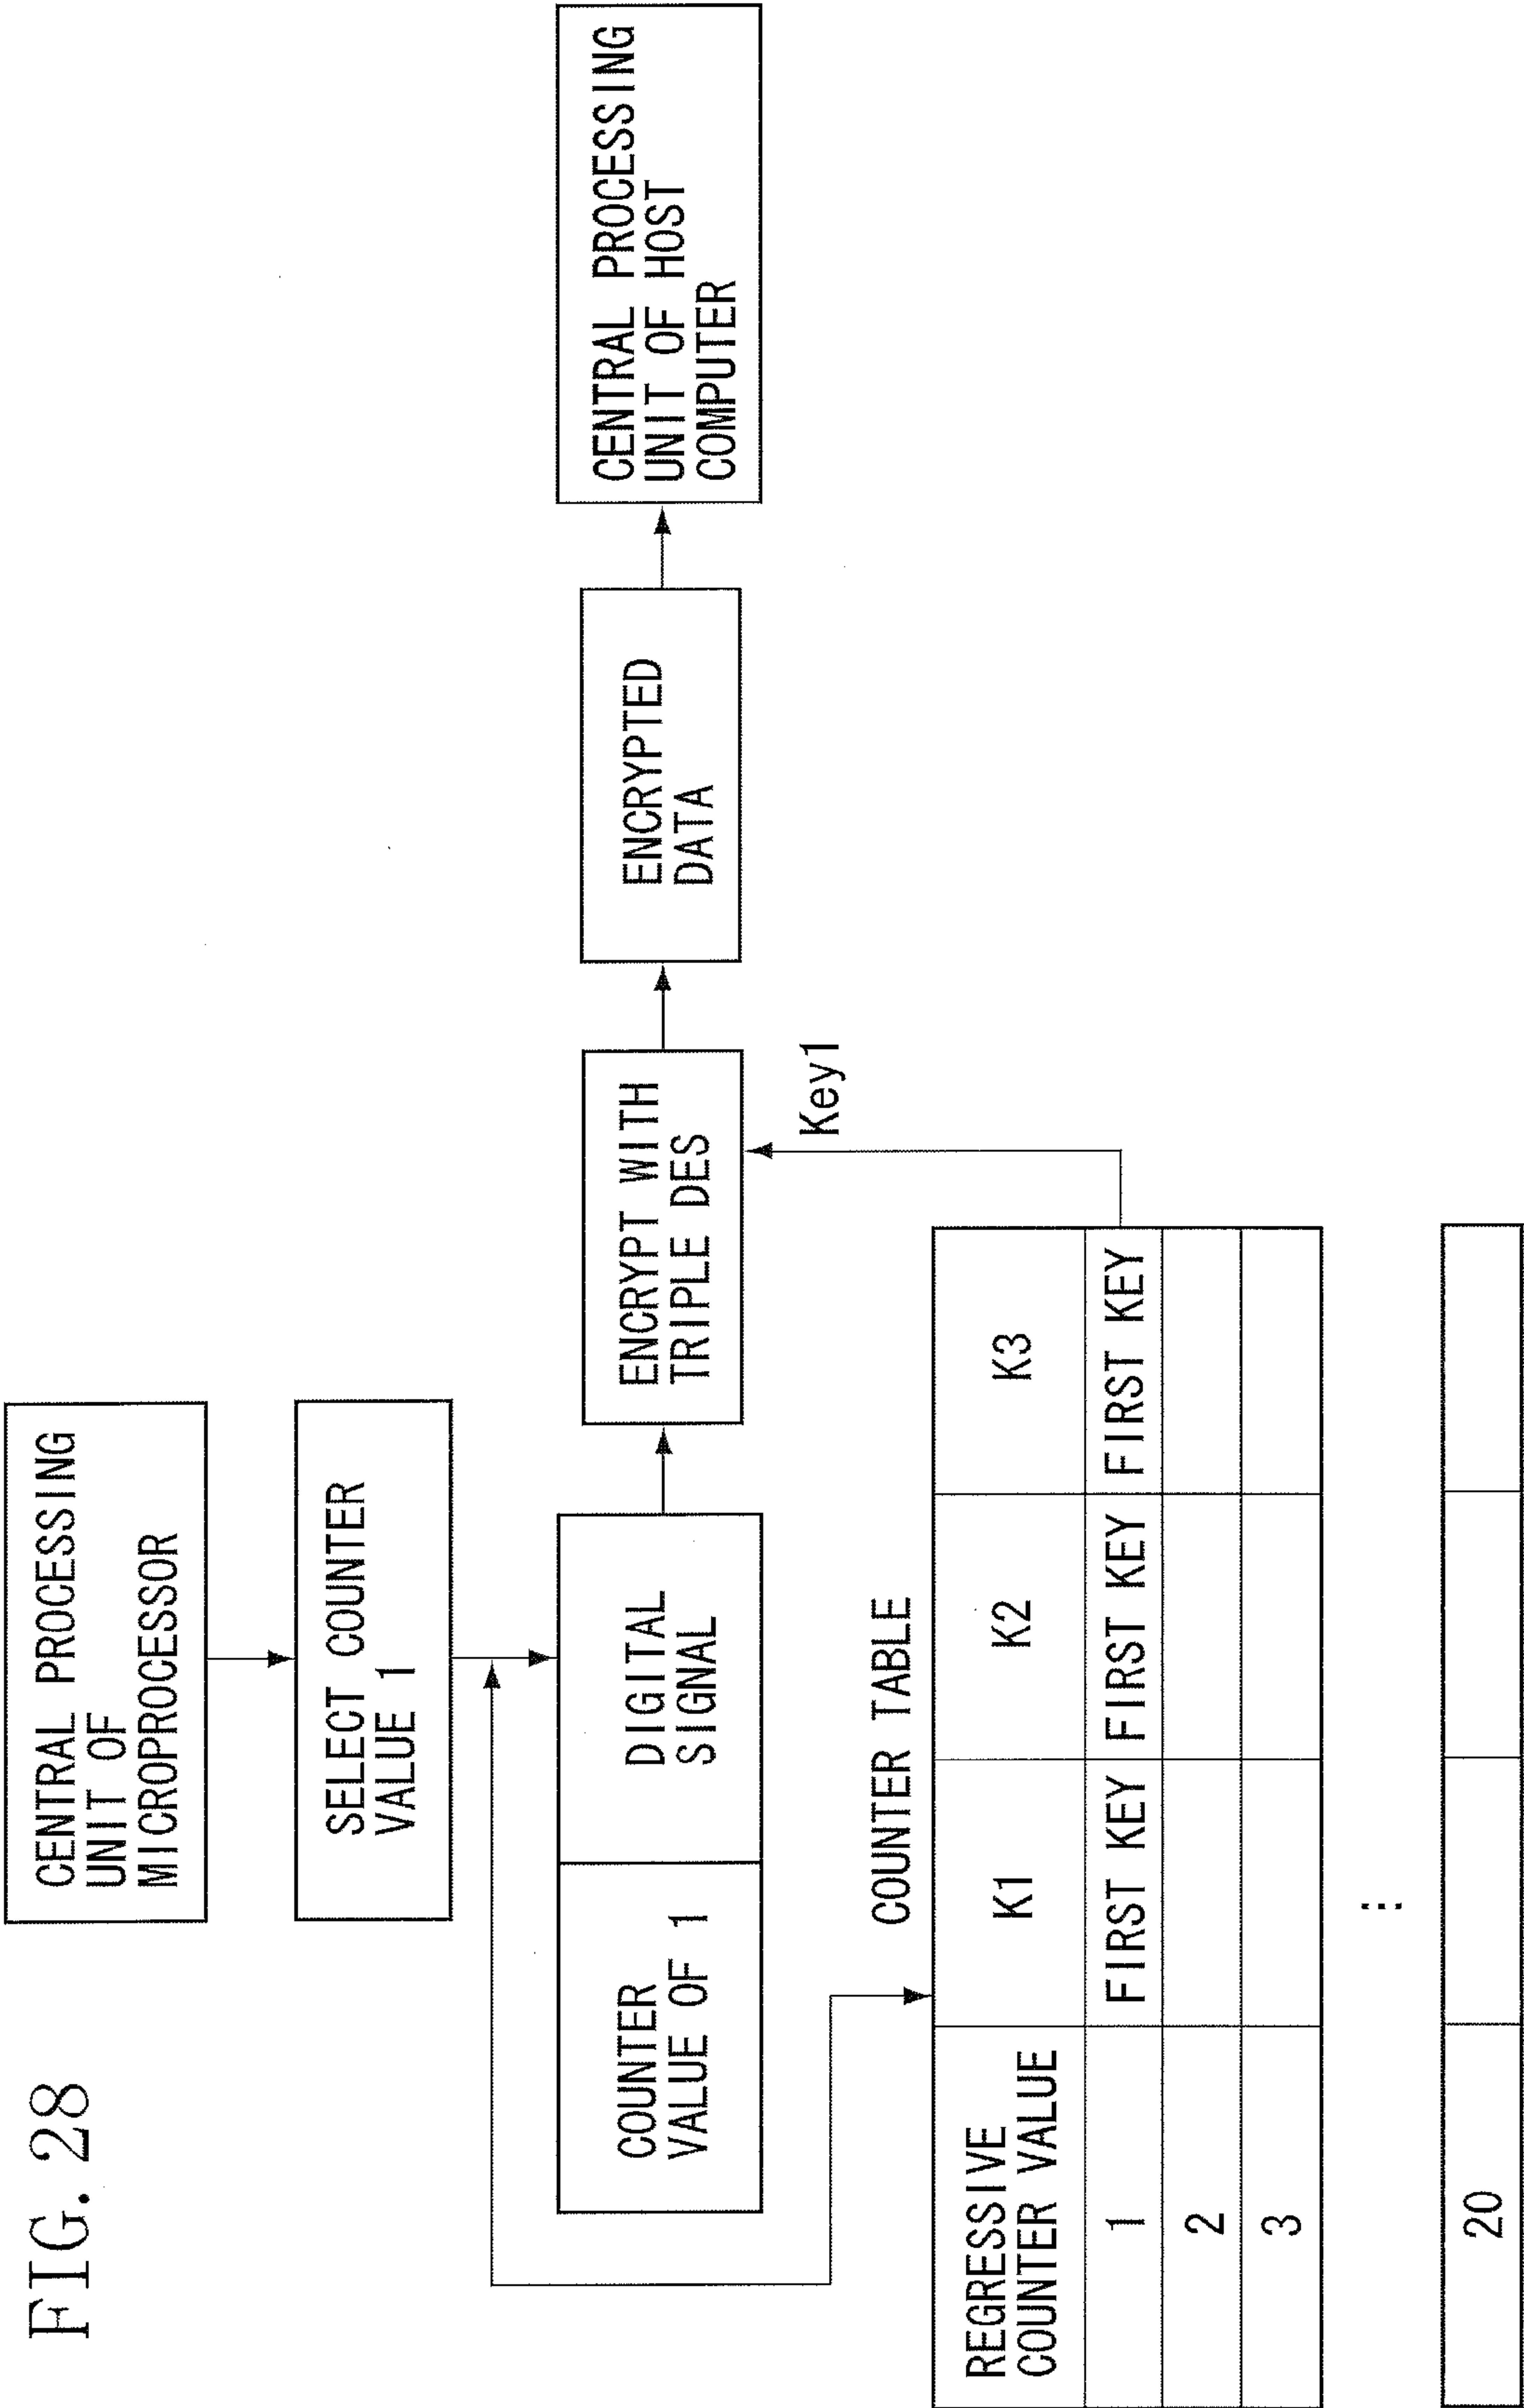 FIG. 28
CENTRAL PROCESSING
UNIT OF
MICROPROCESSOR
SELECT COUNTER
VALUE 1
COUNTER
VALUE OF 1
DIGITAL
SIGNAL
ENCRYPT WITH
TRIPLE DES
ENCRYPTED
DATA
CENTRAL PROCESSING
UNIT OF HOST
COMPUTER
Key1
COUNTER TABLE
REGRESSIVE
COUNTER VALUE
K1
K2
K3
1
FIRST KEY
FIRST KEY
FIRST KEY
2
3
⋮
20